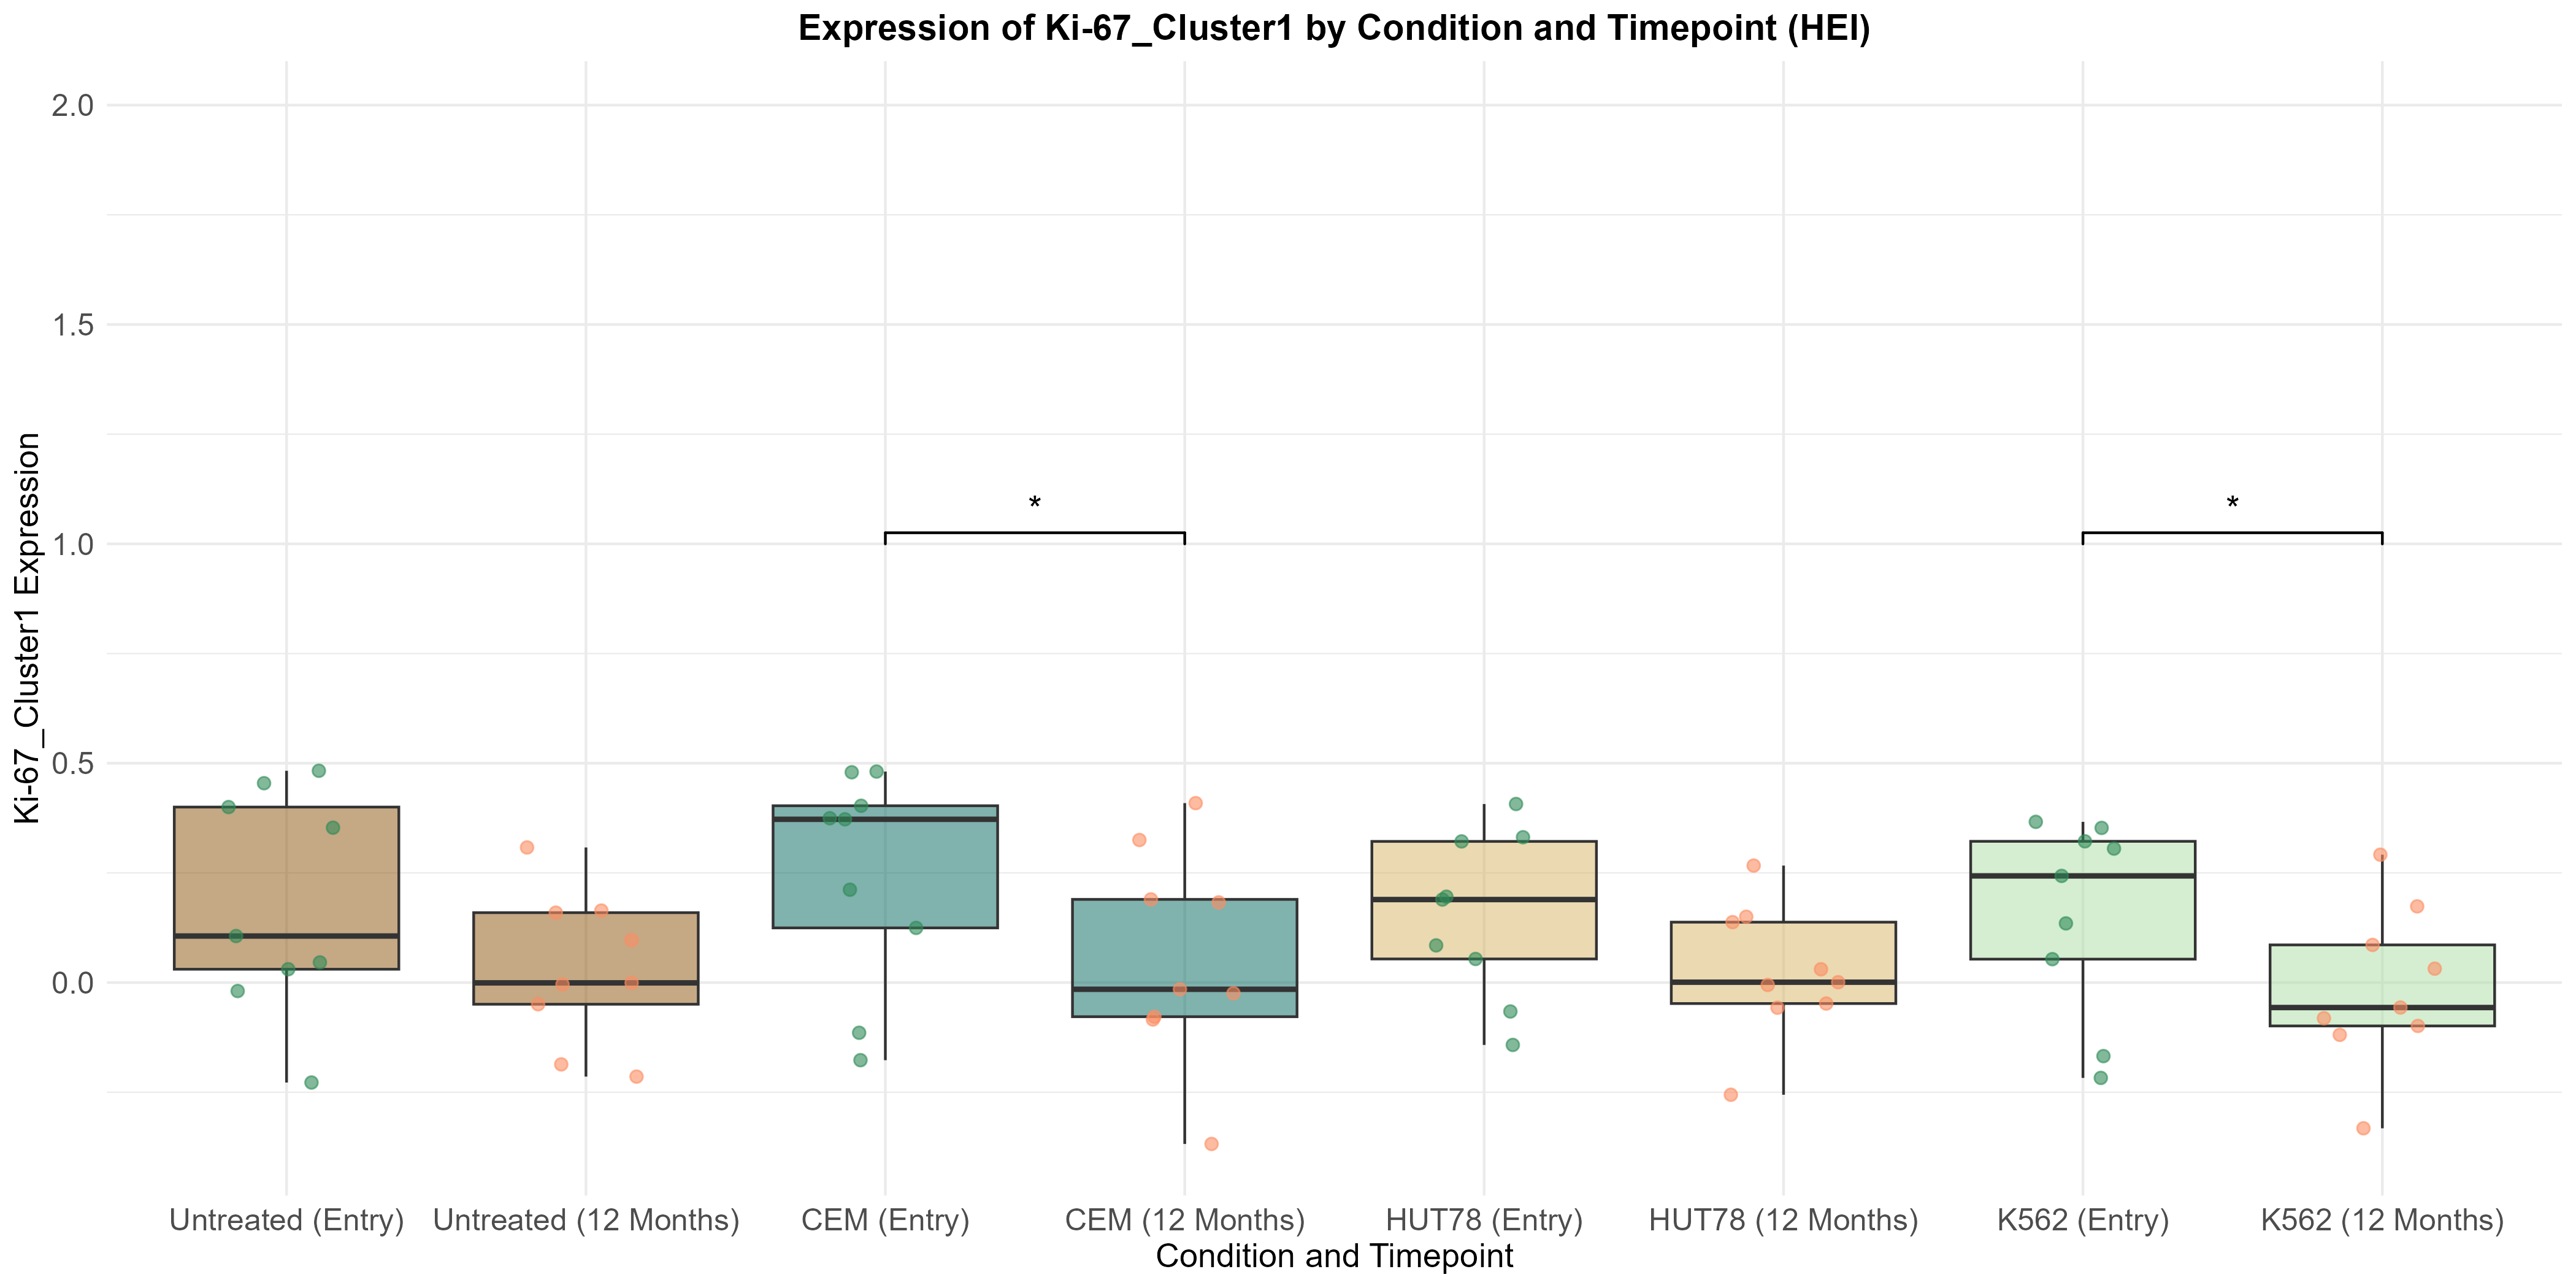 Expression of Ki-67_Cluster1 by Condition and Timepoint (HEI)
Ki-67_Cluster1 Expression
2.0
1.5
1.0
0.5
0.0
*
*
Untreated (Entry)
Untreated (12 Months)
CEM (Entry)
CEM (12 Months)
HUT78 (Entry)
HUT78 (12 Months)
K562 (Entry)
K562 (12 Months)
Condition and Timepoint